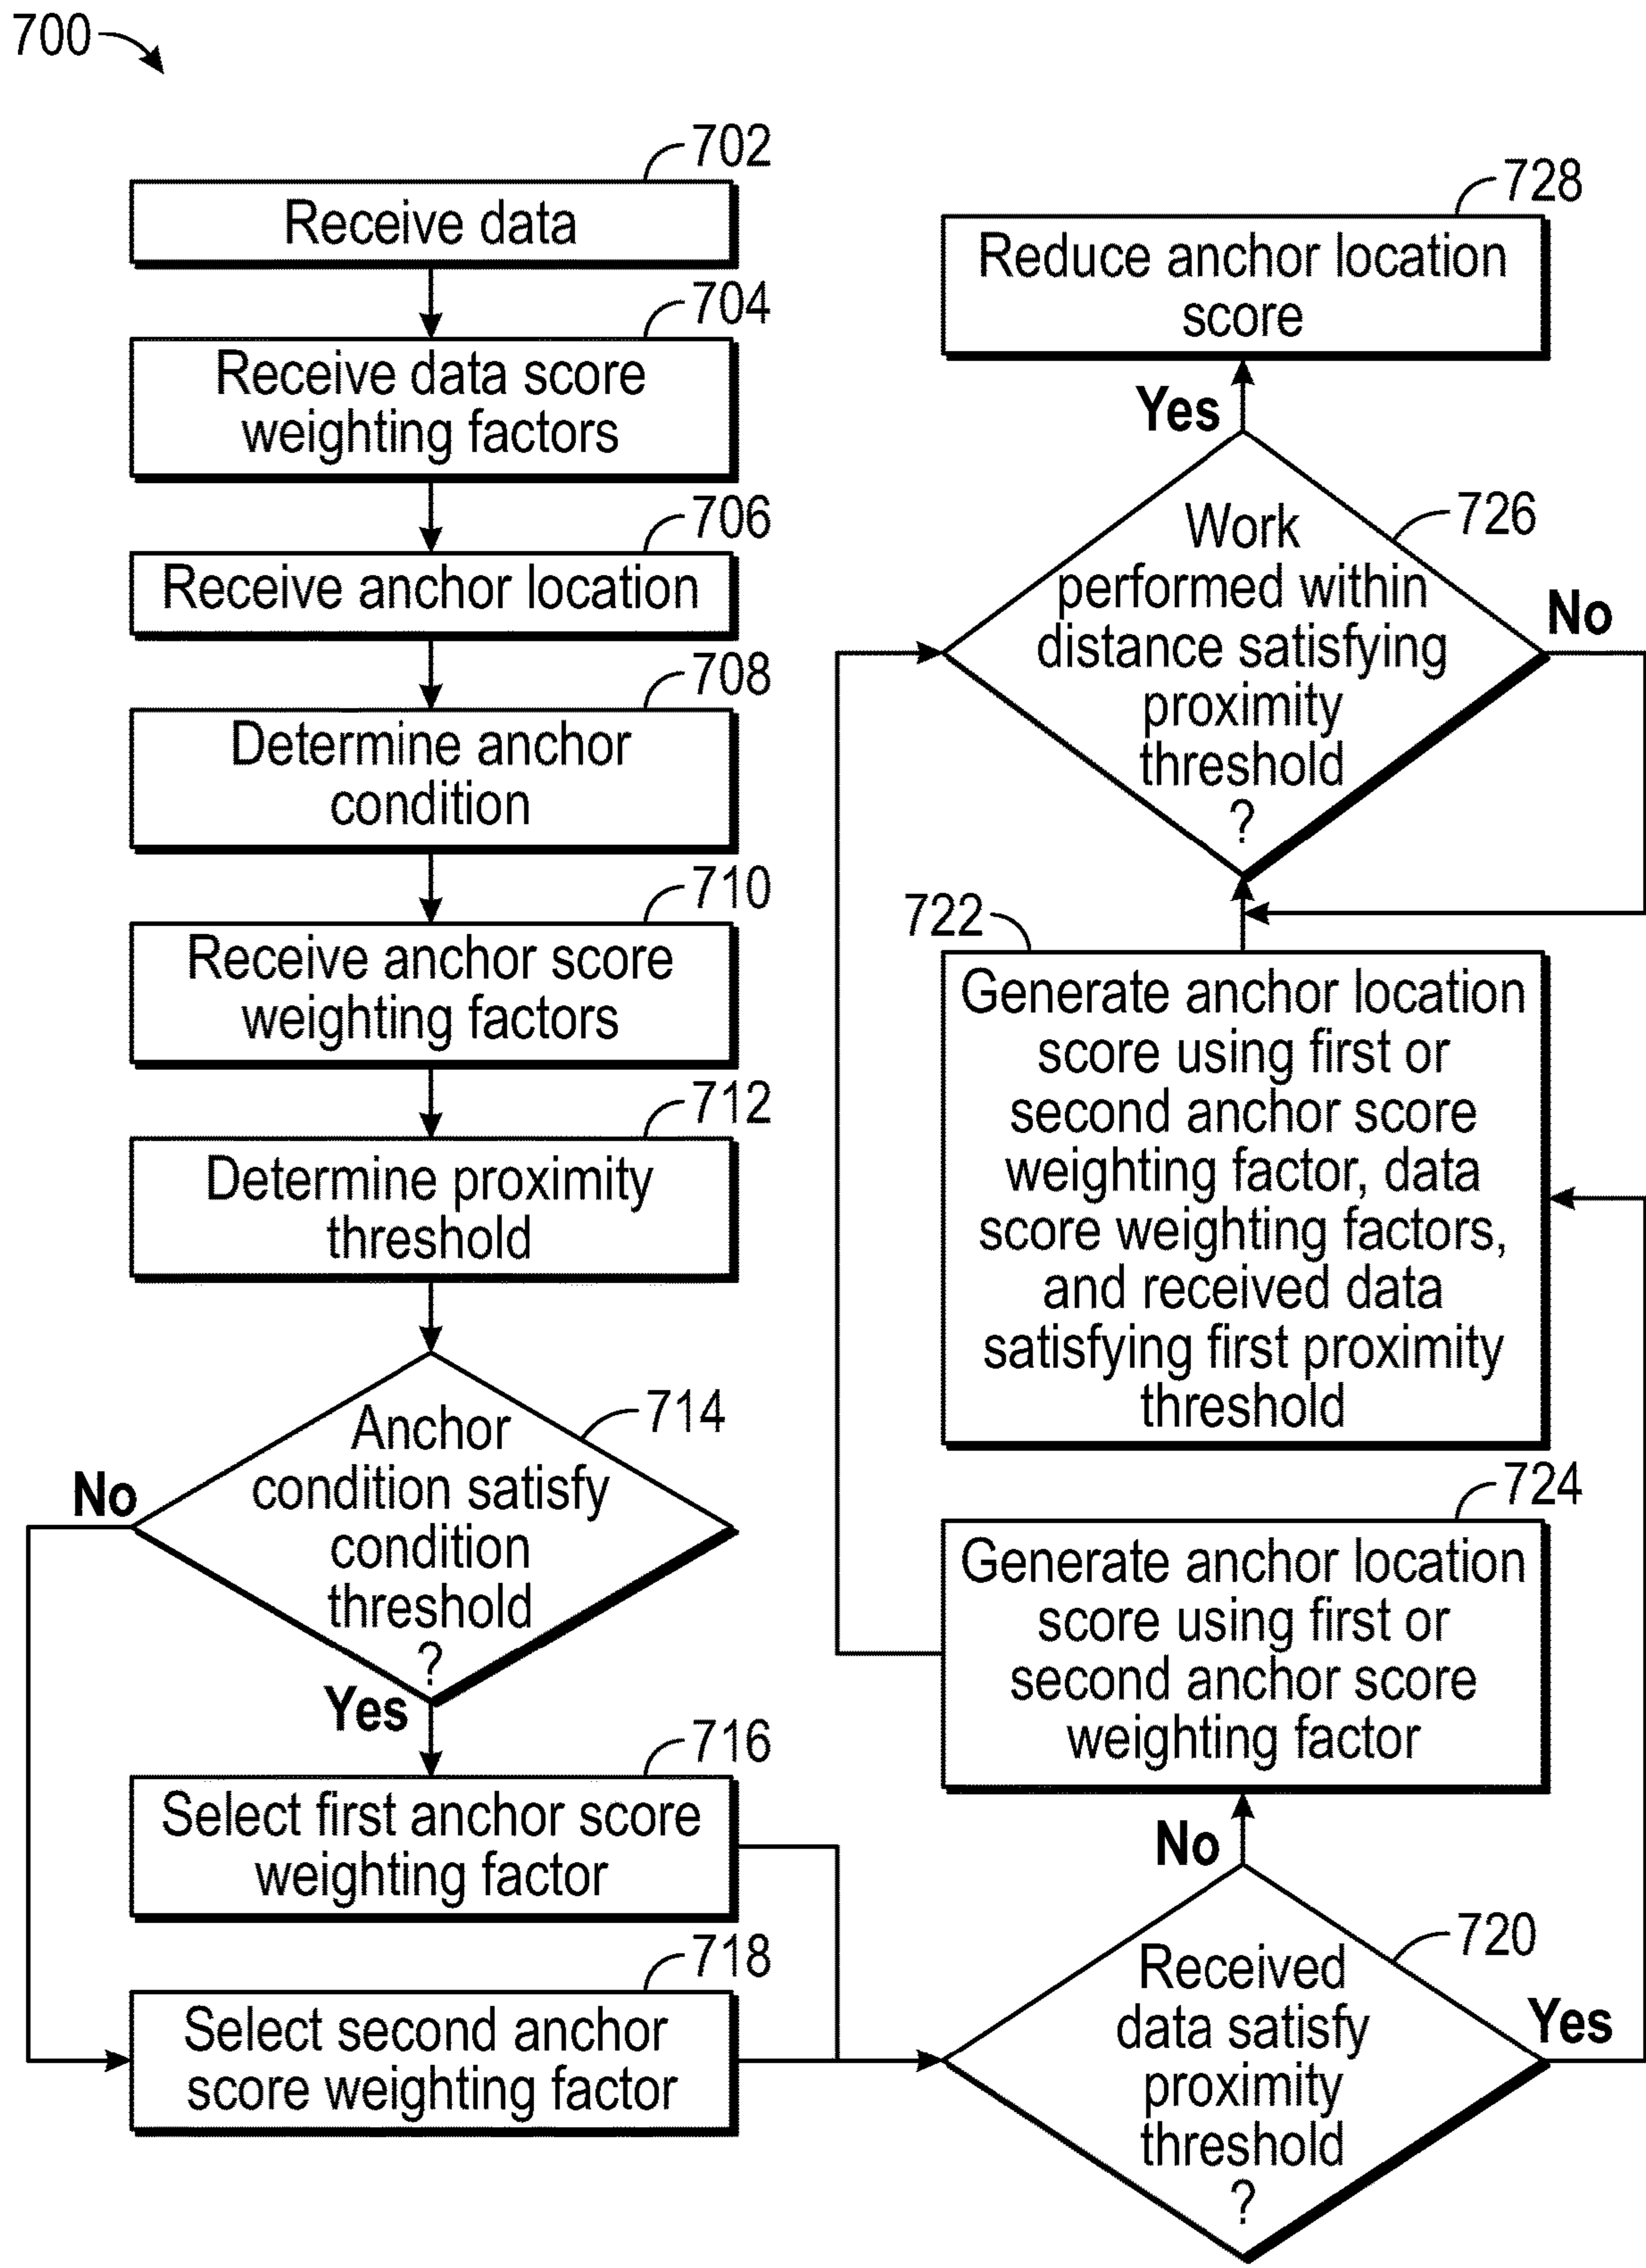 700
702
Receive data
704
Receive data score
weighting factors
706
Receive anchor location
708
Determine anchor
condition
710
Receive anchor score
weighting factors
712
Determine proximity
threshold
714
Anchor
condition satisfy
condition
threshold
?
No
Yes
716
Select first anchor score
weighting factor
718
Select second anchor
score weighting factor
728
Reduce anchor location
score
Yes
726
Work
performed within
distance satisfying
proximity
threshold
?
No
722
Generate anchor location
score using first or
second anchor score
weighting factor, data
score weighting factors,
and received data
satisfying first proximity
threshold
724
Generate anchor location
score using first or
second anchor score
weighting factor
No
720
Received
data satisfy
proximity
threshold
?
Yes